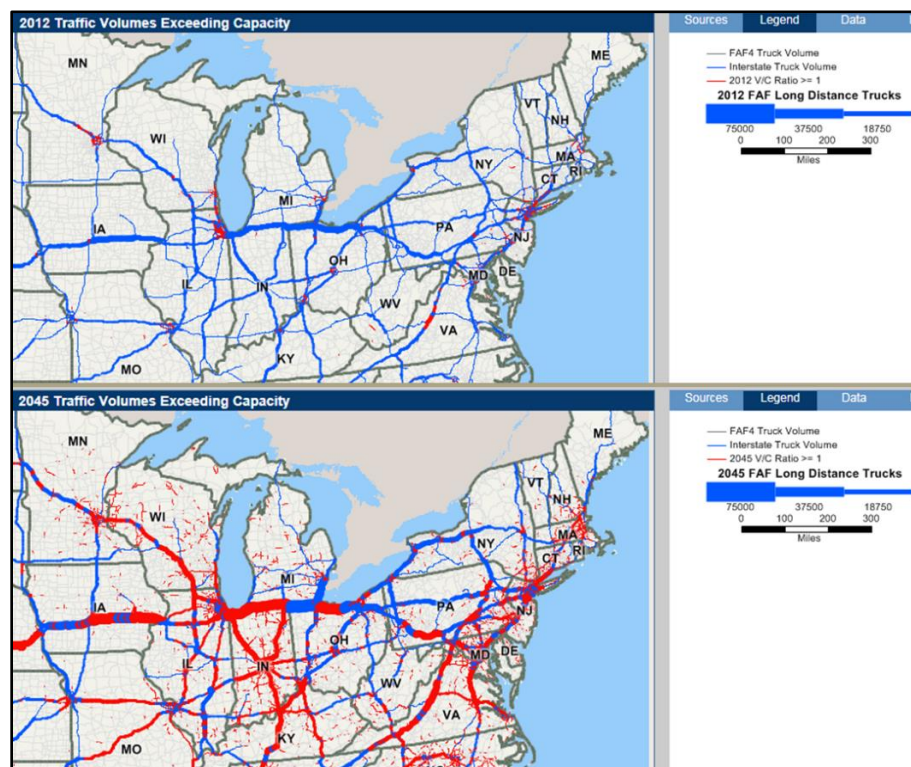 2012 Traffic Volumes Exceeding Capacity
Sources Legend Data
FAF4 Truck Volume
Interstate Truck Volume
2012 V/C Ratio >= 1
2012 FAF Long Distance Trucks
75000 37500 18750
0 100 200 300
Miles
MN
ME
WI
VT
NH
NY
MA
MI
CT
RI
IA
PA
NJ
OH
IL
IN
MD
DE
WV
VA
MO
KY
2045 Traffic Volumes Exceeding Capacity
Sources Legend Data
FAF4 Truck Volume
Interstate Truck Volume
2045 V/C Ratio >= 1
2045 FAF Long Distance Trucks
75000 37500 18750
0 100 200 300
Miles
MN
ME
VT
NH
WI
MA
NY
CT
RI
MI
IA
PA
NJ
OH
IL
IN
MD
DE
WV
VA
KY
MO